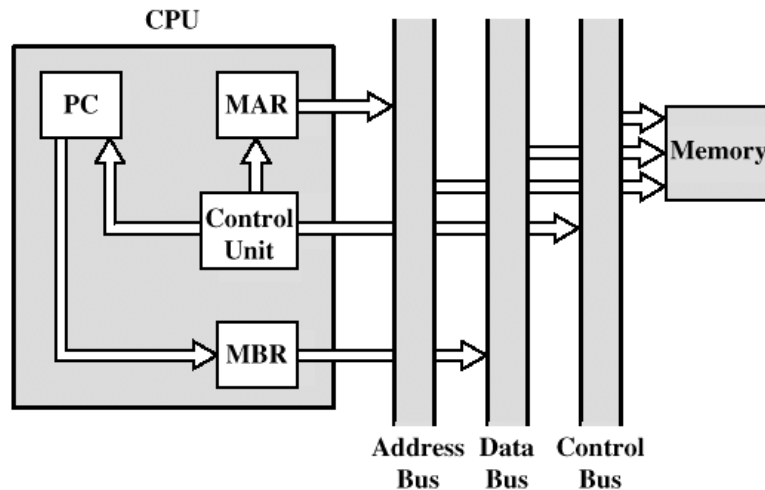 CPU
PC
MAR
Memory
Control
Unit
MBR
Address
Bus
Data
Bus
Control
Bus